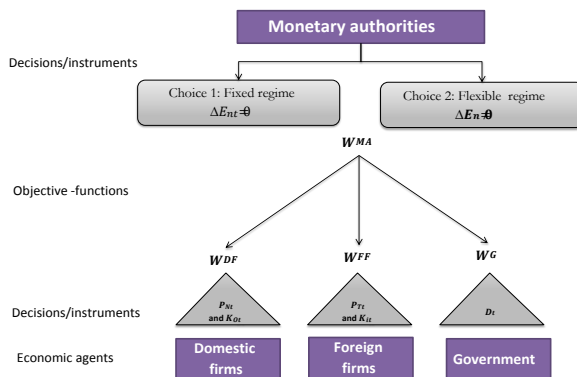 Monetary authorities
Decisions/instruments
Choice 1: Fixed regime
ΔEnt=0
Choice 2: Flexible regime
ΔEn≠0
WMA
Objective -functions
WDF
WFF
WG
Decisions/instruments
PNt
and KOt
PTt
and Kit
Dt
Economic agents
Domestic
firms
Foreign
firms
Government